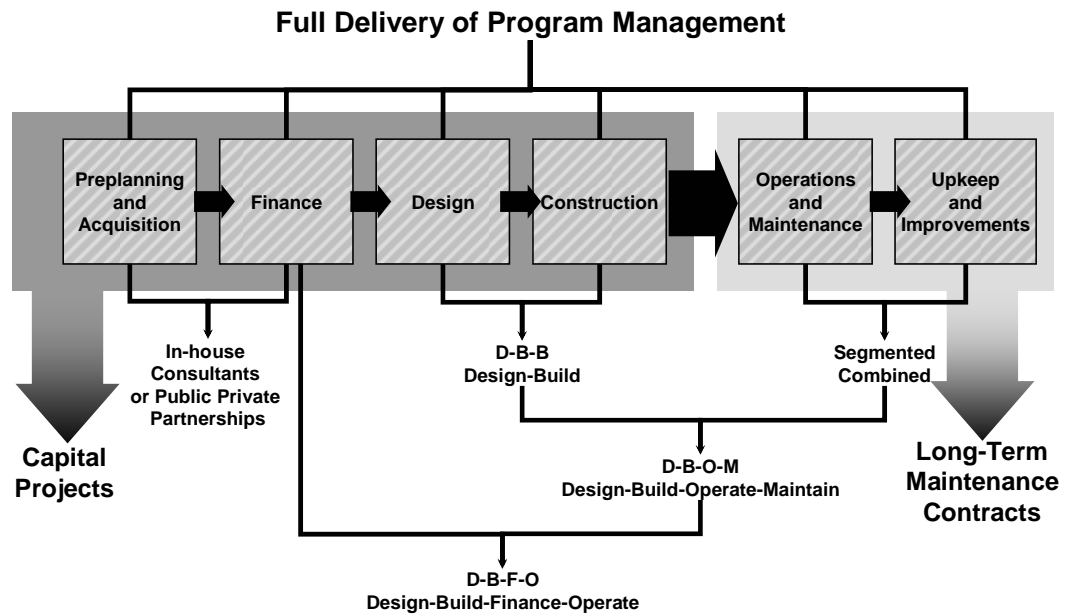 Full Delivery of Program Management
Preplanning
and
Acquisition
Finance
Design
Construction
Operations
and
Maintenance
Upkeep
and
Improvements
In-house
Consultants
or Public Private
Partnerships
D-B-B
Design-Build
Segmented
Combined
Capital
Projects
D-B-O-M
Design-Build-Operate-Maintain
Long-Term
Maintenance
Contracts
D-B-F-O
Design-Build-Finance-Operate